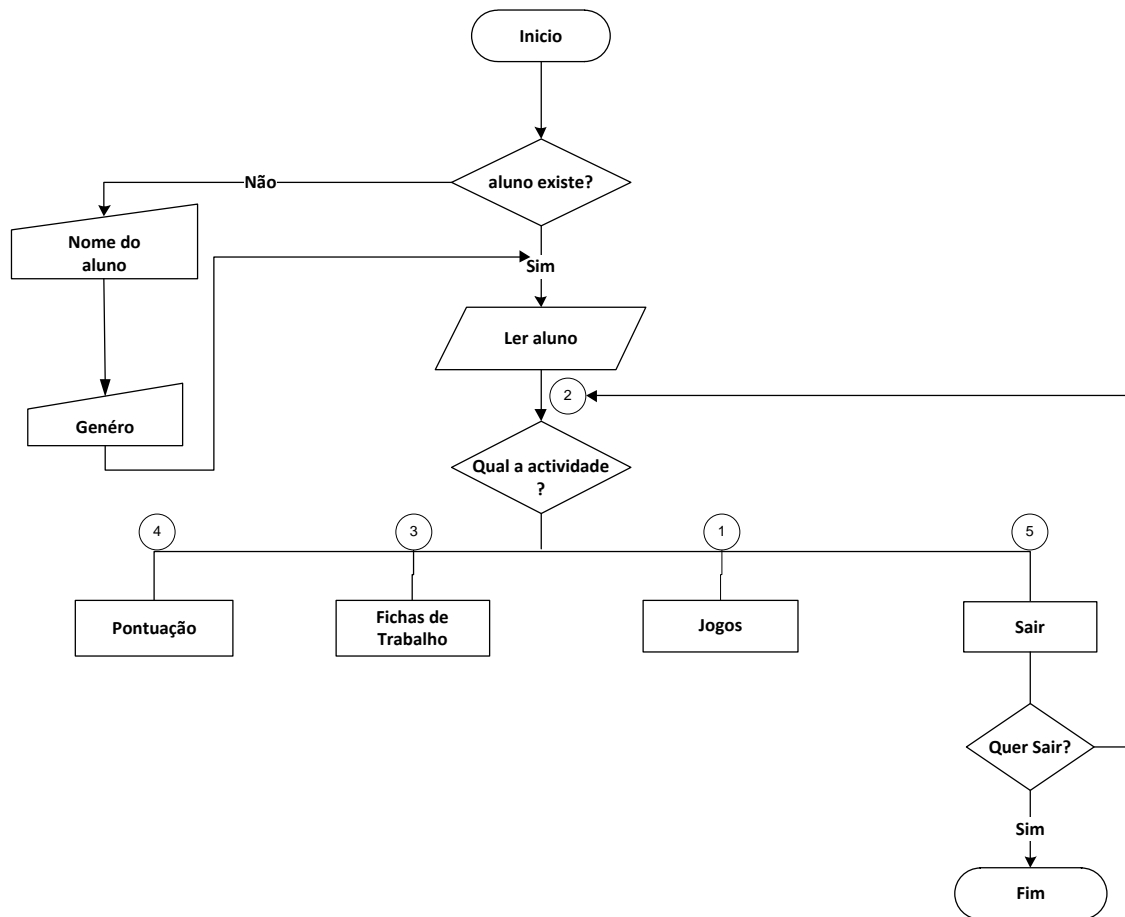 Inicio
aluno existe?
Não
Nome do
aluno
Sim
Ler aluno
2
Genéro
Qual a actividade
?
4
3
1
5
Pontuação
Fichas de
Trabalho
Jogos
Sair
Quer Sair?
Sim
Fim